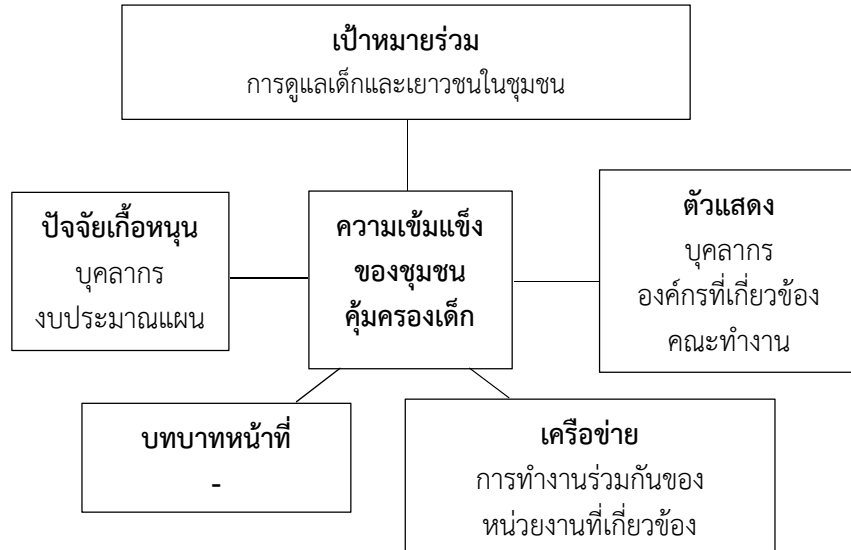 เป้าหมายร่วม
การดูแลเด็กและเยาวชนในชุมชน
ปัจจัยเกื้อหนุน
บุคลากร
งบประมาณแผน
ความเข้มแข็ง
ของชุมชน
คุ้มครองเด็ก
ตัวแสดง
บุคลากร
องค์กรที่เกี่ยวข้อง
คณะทำงาน
บทบาทหน้าที่
-
เครือข่าย
การทำงานร่วมกันของ
หน่วยงานที่เกี่ยวข้อง